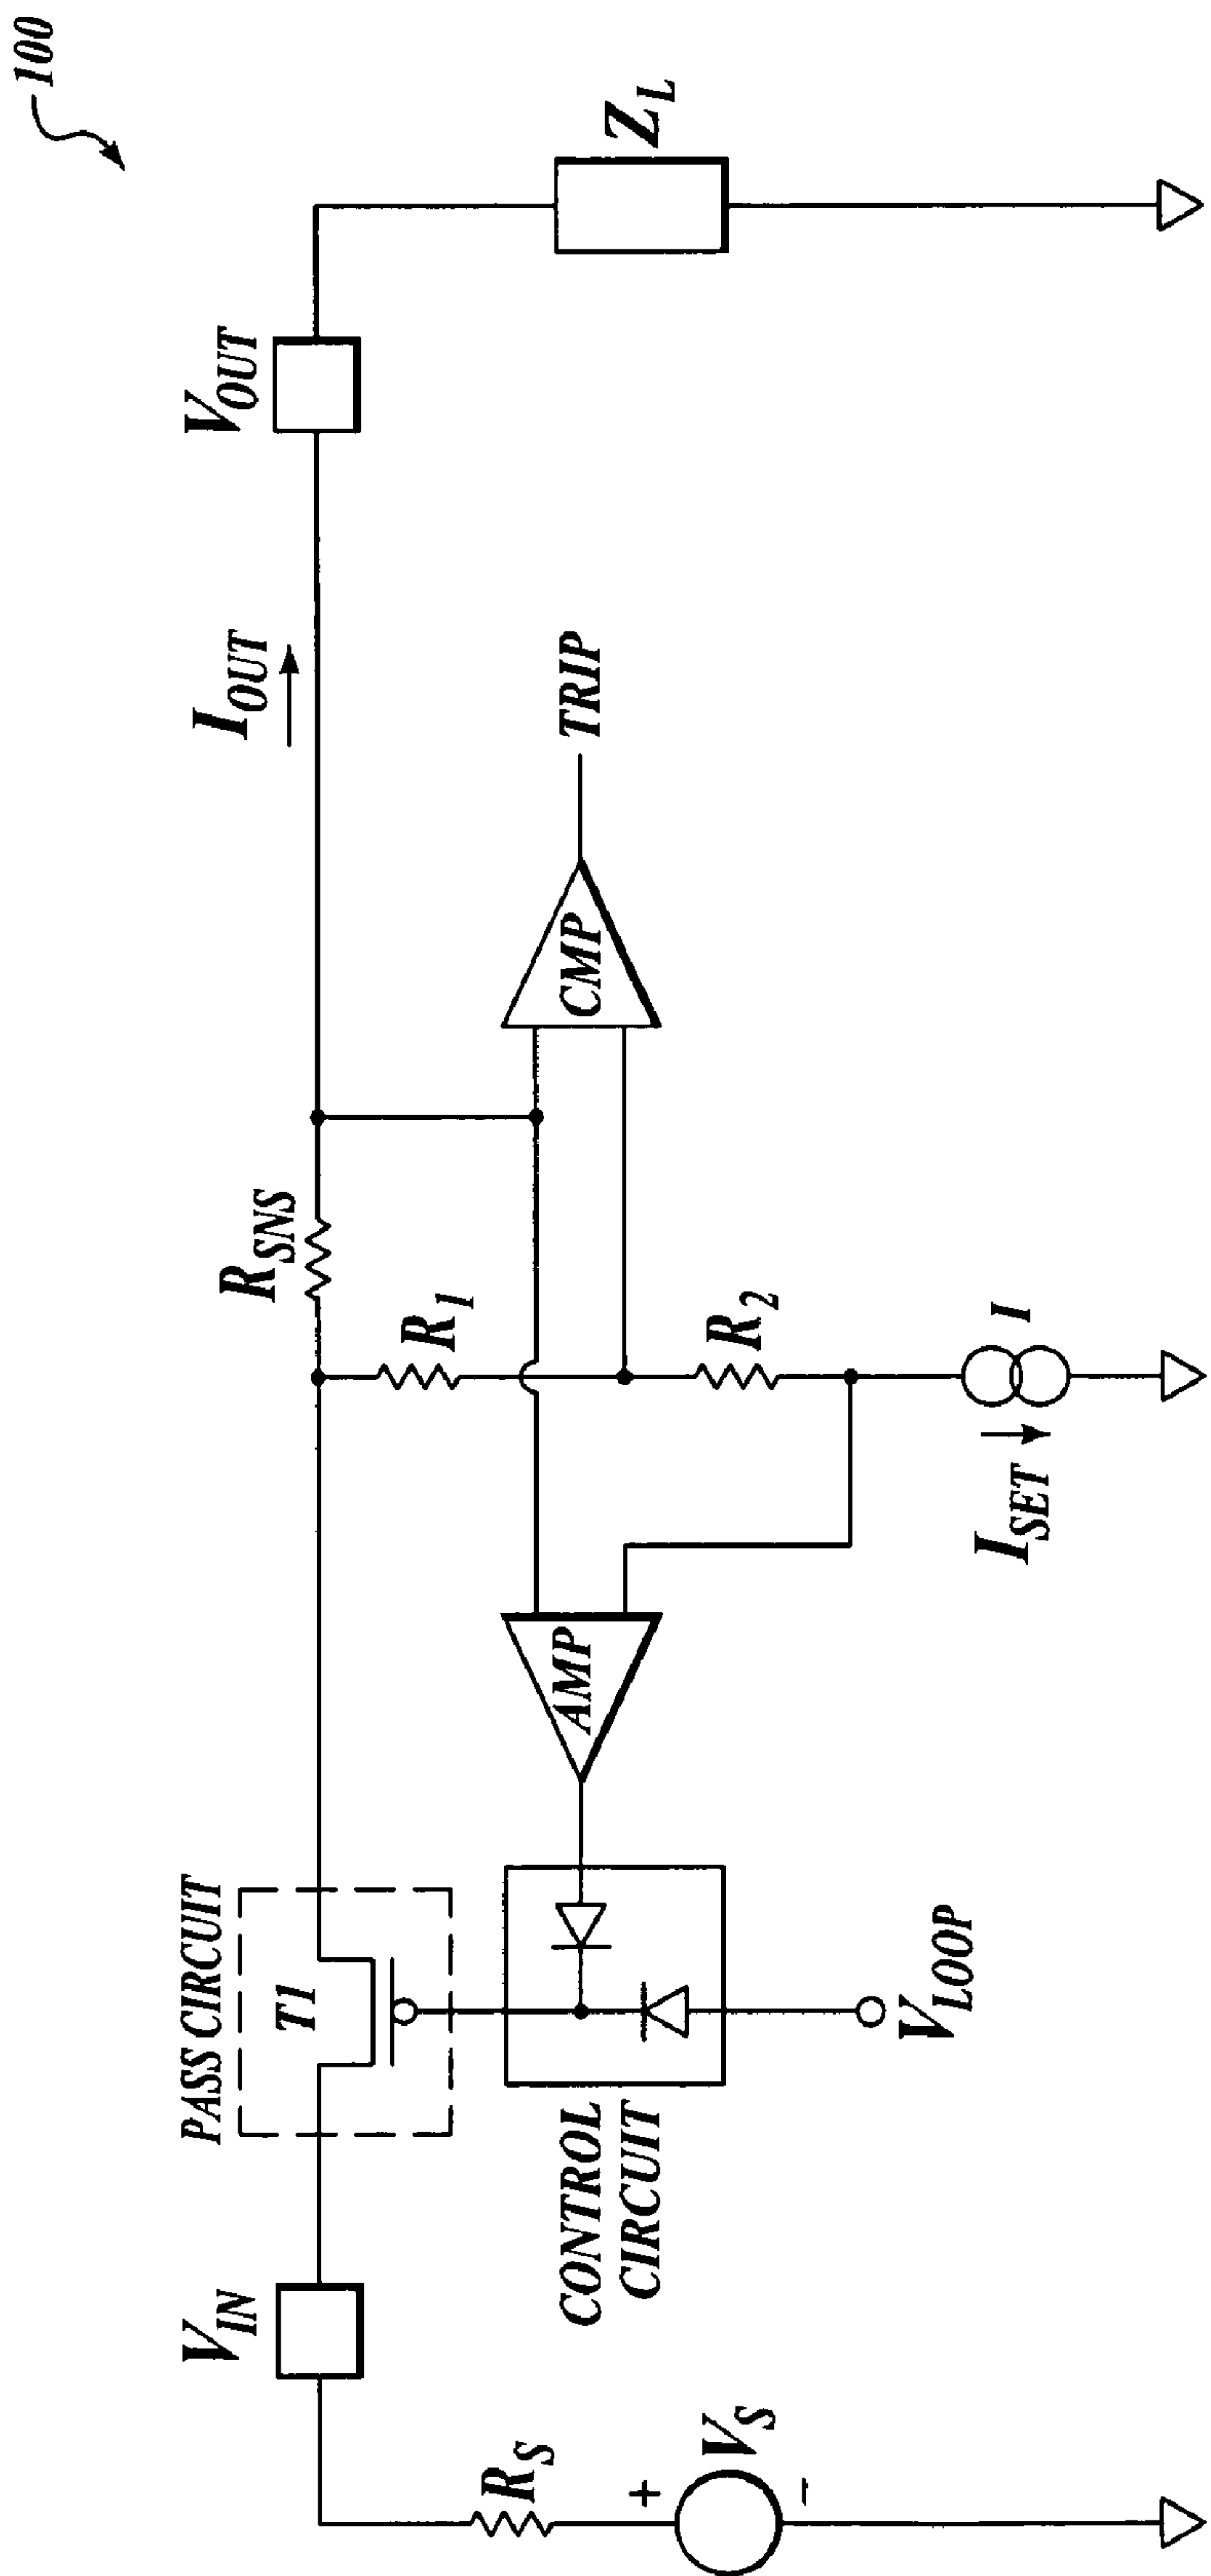 100
PASS CIRCUIT
T1
V_IN
R_SNS
I_OUT
V_OUT
R_S
+
V_S
−
CONTROL
CIRCUIT
V_LOOP
AMP
R_1
R_2
I_SET
I
CMP
TRIP
Z_L